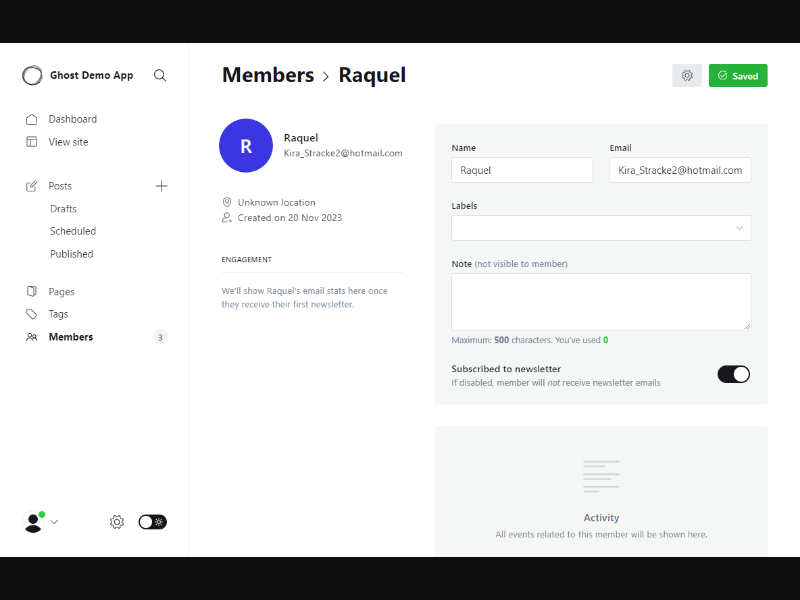 Ghost Demo App
Dashboard
View site
Posts
Drafts
Scheduled
Published
Pages
Tags
Members 3
Members > Raquel
Saved
R
Raquel
Kira_Stracke2@hotmail.com
Unknown location
Created on 20 Nov 2023
ENGAGEMENT
We'll show Raquel's email stats here once
they receive their first newsletter.
Name Email
Raquel Kira_Stracke2@hotmail.com
Labels
Note (not visible to member)
Maximum: 500 characters. You've used 0
Subscribed to newsletter
If disabled, member will not receive newsletter emails
Activity
All events related to this member will be shown here.